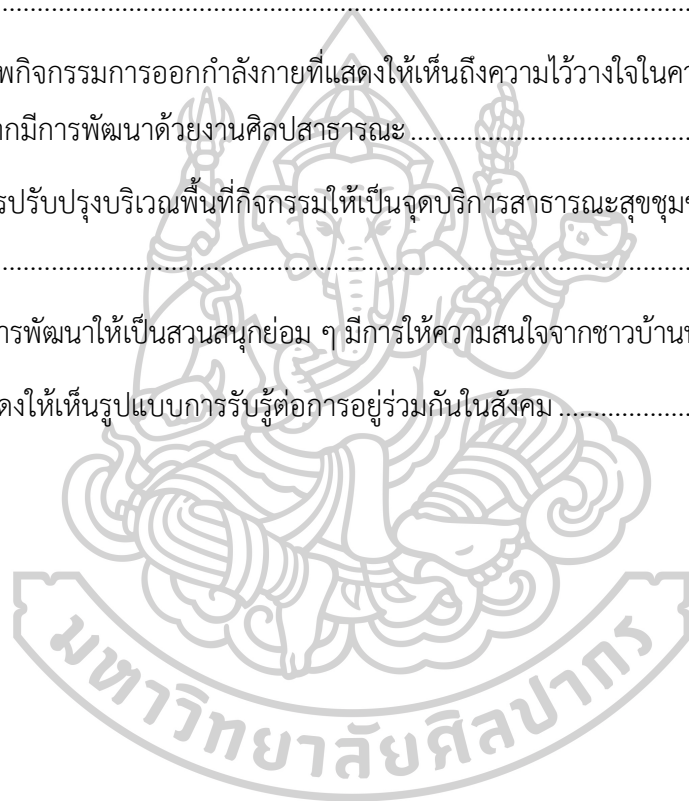 ................................................................................
พกิจกรรมการออกกำลังกายที่แสดงให้เห็นถึงความไว้วางใจในคว
ากมีการพัฒนาด้วยงานศิลปสาธารณะ................................
รปรับปรุงบริเวณพื้นที่กิจกรรมให้เป็นจุดบริการสาธารณะสุขชุมช
................................................................................
ารพัฒนาให้เป็นสวนสนุกย่อม ๆ มีการให้ความสนใจจากชาวบ้าน
ดงให้เห็นรูปแบบการรับรู้ต่อการอยู่ร่วมกันในสังคม................
มหาวิทยาลัยศิลปากร